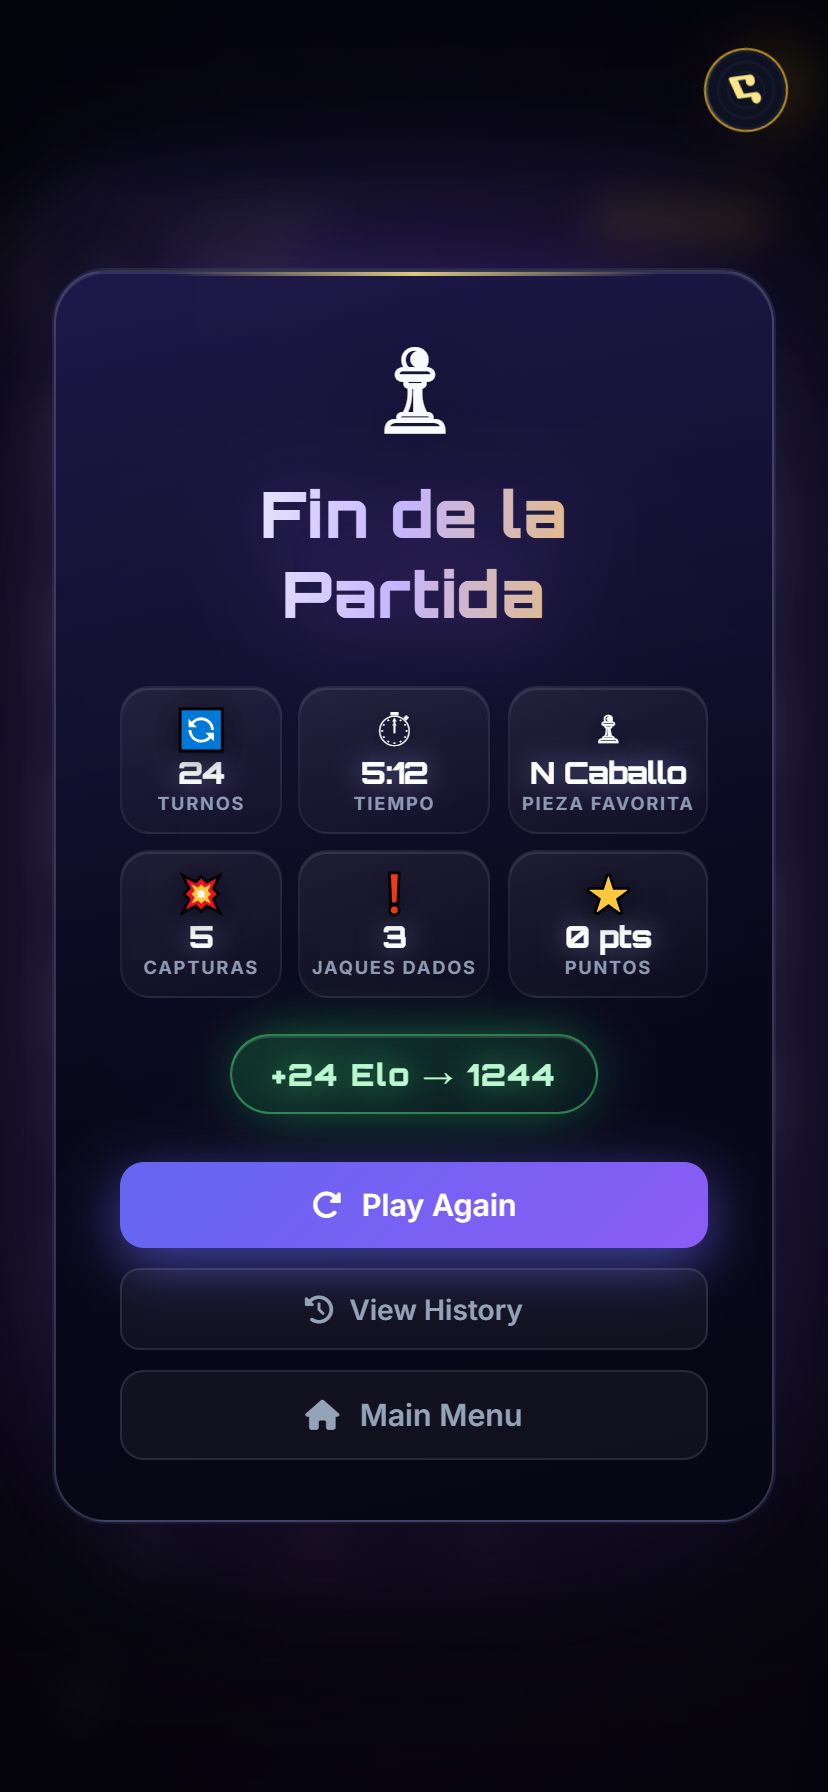 Fin de la
Partida
24
TURNOS
5:12
TIEMPO
N Caballo
PIEZA FAVORITA
5
CAPTURAS
3
JAQUES DADOS
0 pts
PUNTOS
+24 Elo → 1244
Play Again
View History
Main Menu